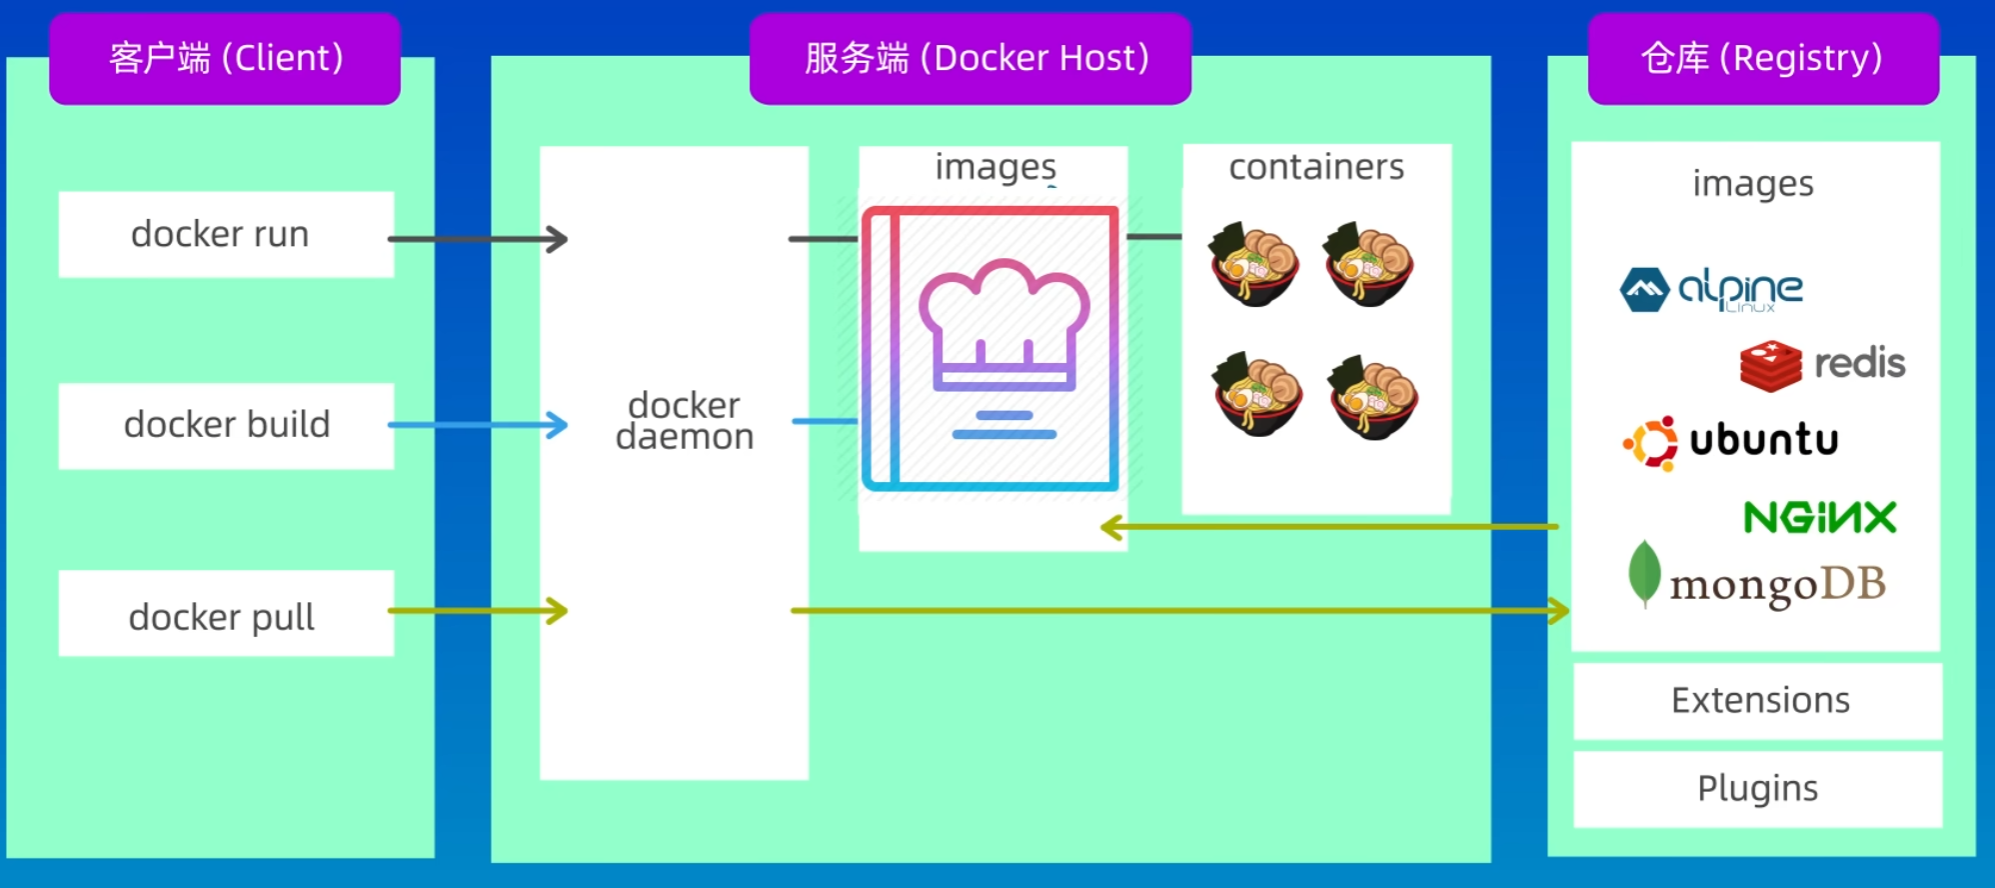 客户端 (Client)
docker run
docker build
docker pull
服务端 (Docker Host)
docker
daemon
images
containers
仓库 (Registry)
images
alpine
Linux
redis
ubuntu
NGiNX
mongoDB
Extensions
Plugins